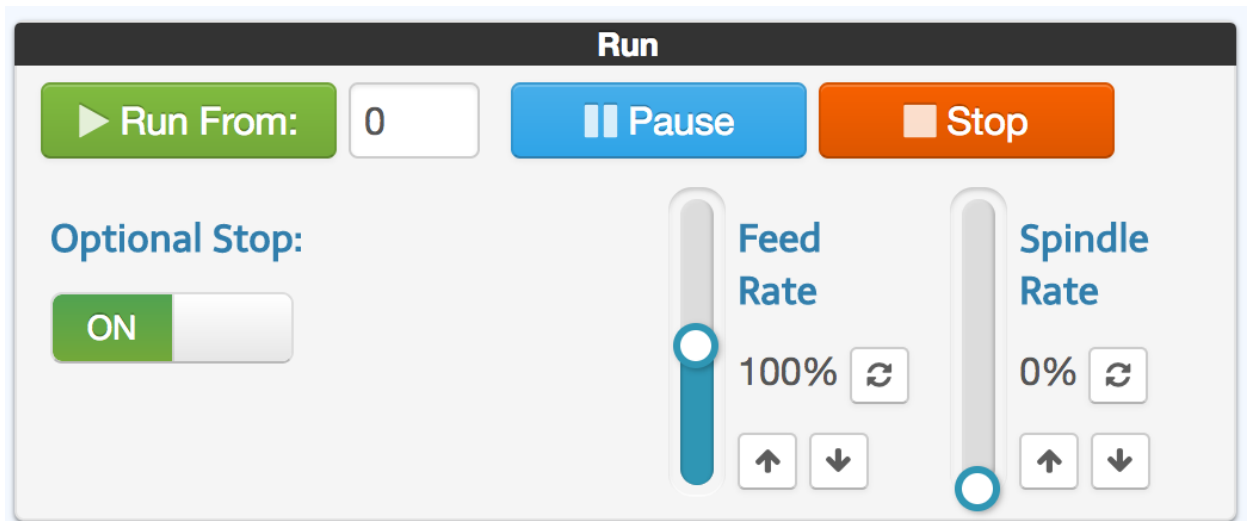 Run
Run From: 0 Pause Stop
Optional Stop:
ON
Feed
Rate
100%
Spindle
Rate
0%